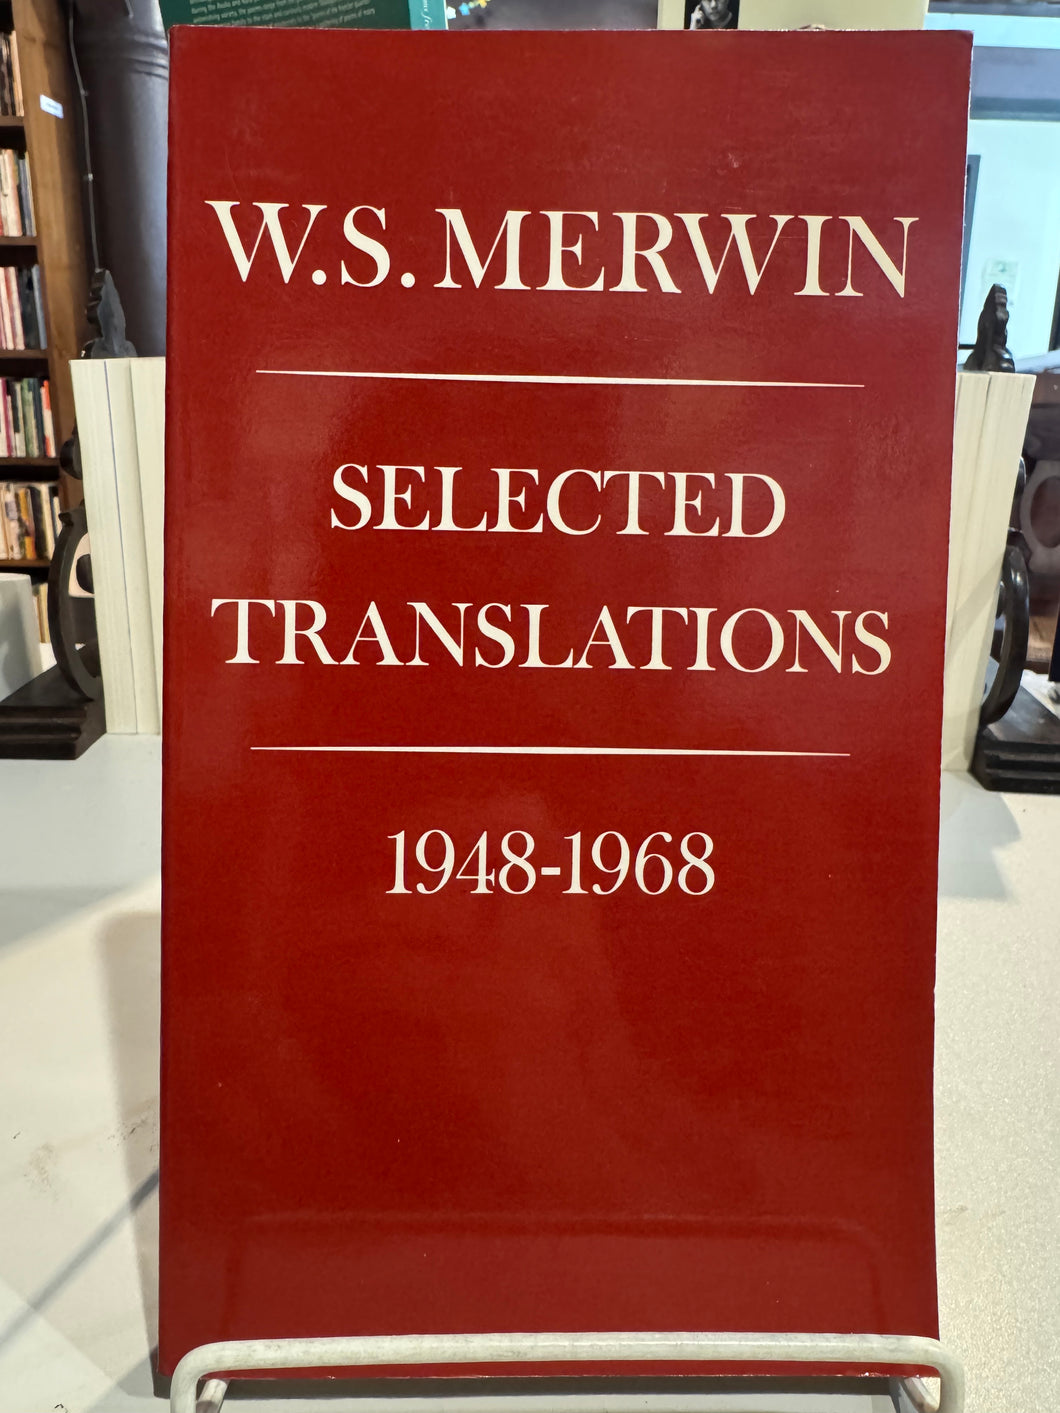 W.S. MERWIN
SELECTED
TRANSLATIONS
1948-1968